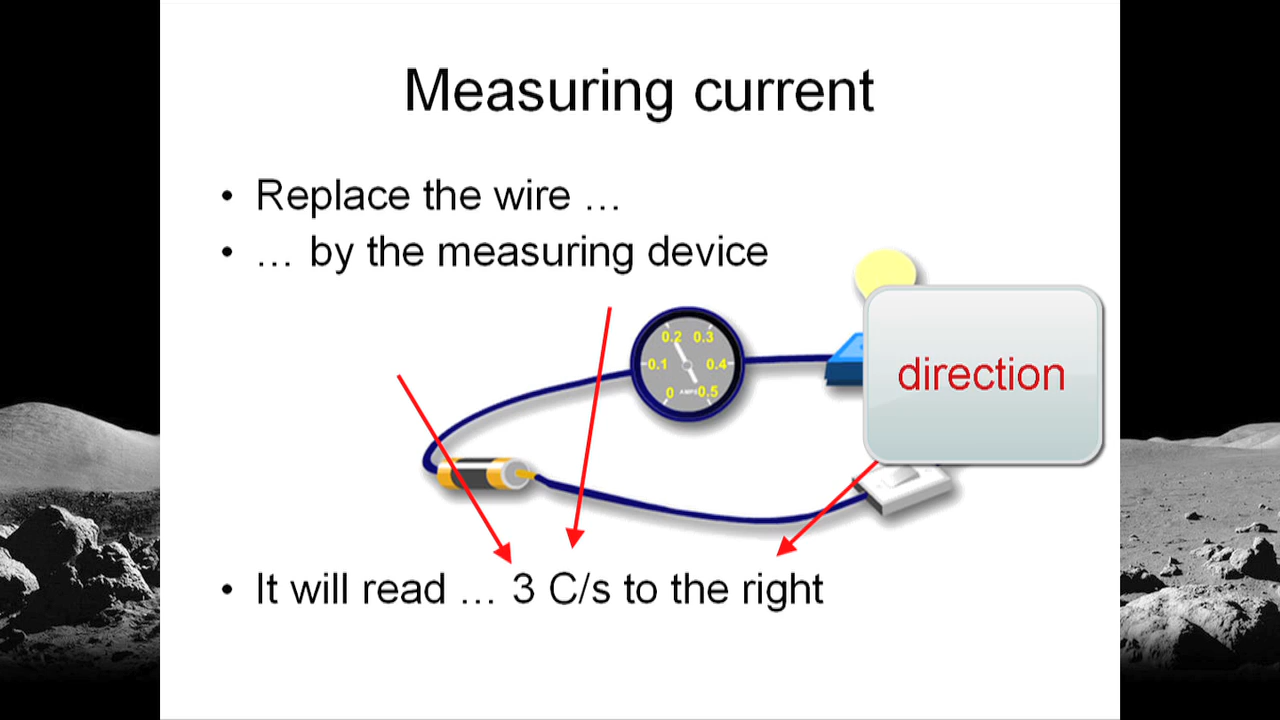 Measuring current
• Replace the wire …
• … by the measuring device
0.2 0.3
0.1 0.4
0 AMPS 0.5
direction
• It will read … 3 C/s to the right